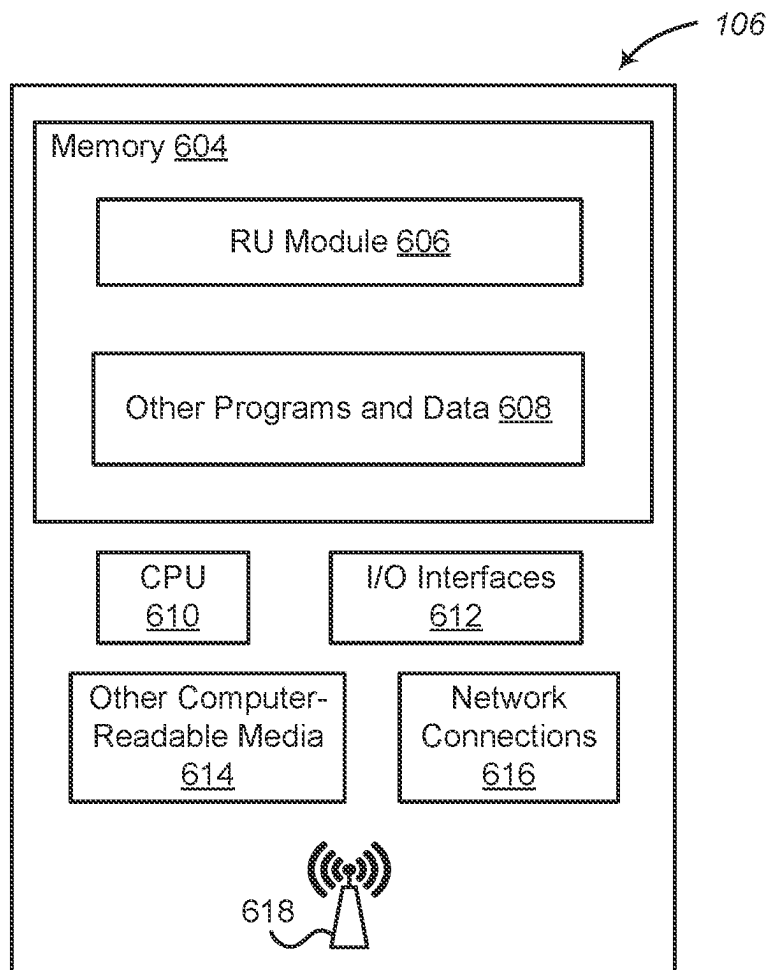 106
Memory 604
RU Module 606
Other Programs and Data 608
CPU
610
I/O Interfaces
612
Other Computer-
Readable Media
614
Network
Connections
616
618